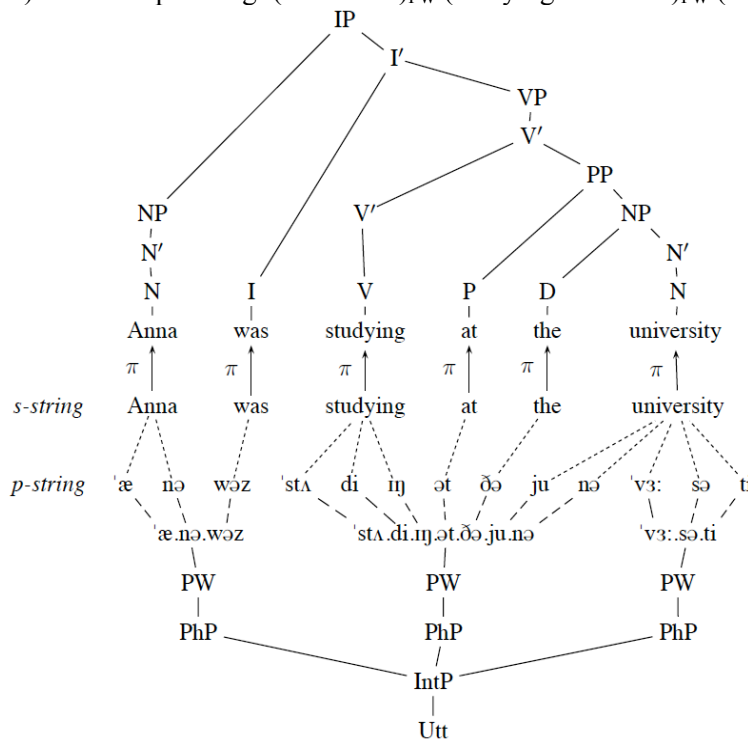 IP
I′
VP
V′
PP
NP V′ NP
N′ N′
N I V P D N
Anna was studying at the university
π π π π π π
s-string Anna was studying at the university
p-string ˈæ nə wəz ˈstʌ di ɪŋ ət ðə ju nə ˈvɜː sə
ˈæ.nə.wəz ˈstʌ.di.ɪŋ.ət.ðə.ju.nə ˈvɜː.sə.ti
PW PW PW
PhP PhP PhP
IntP
Utt